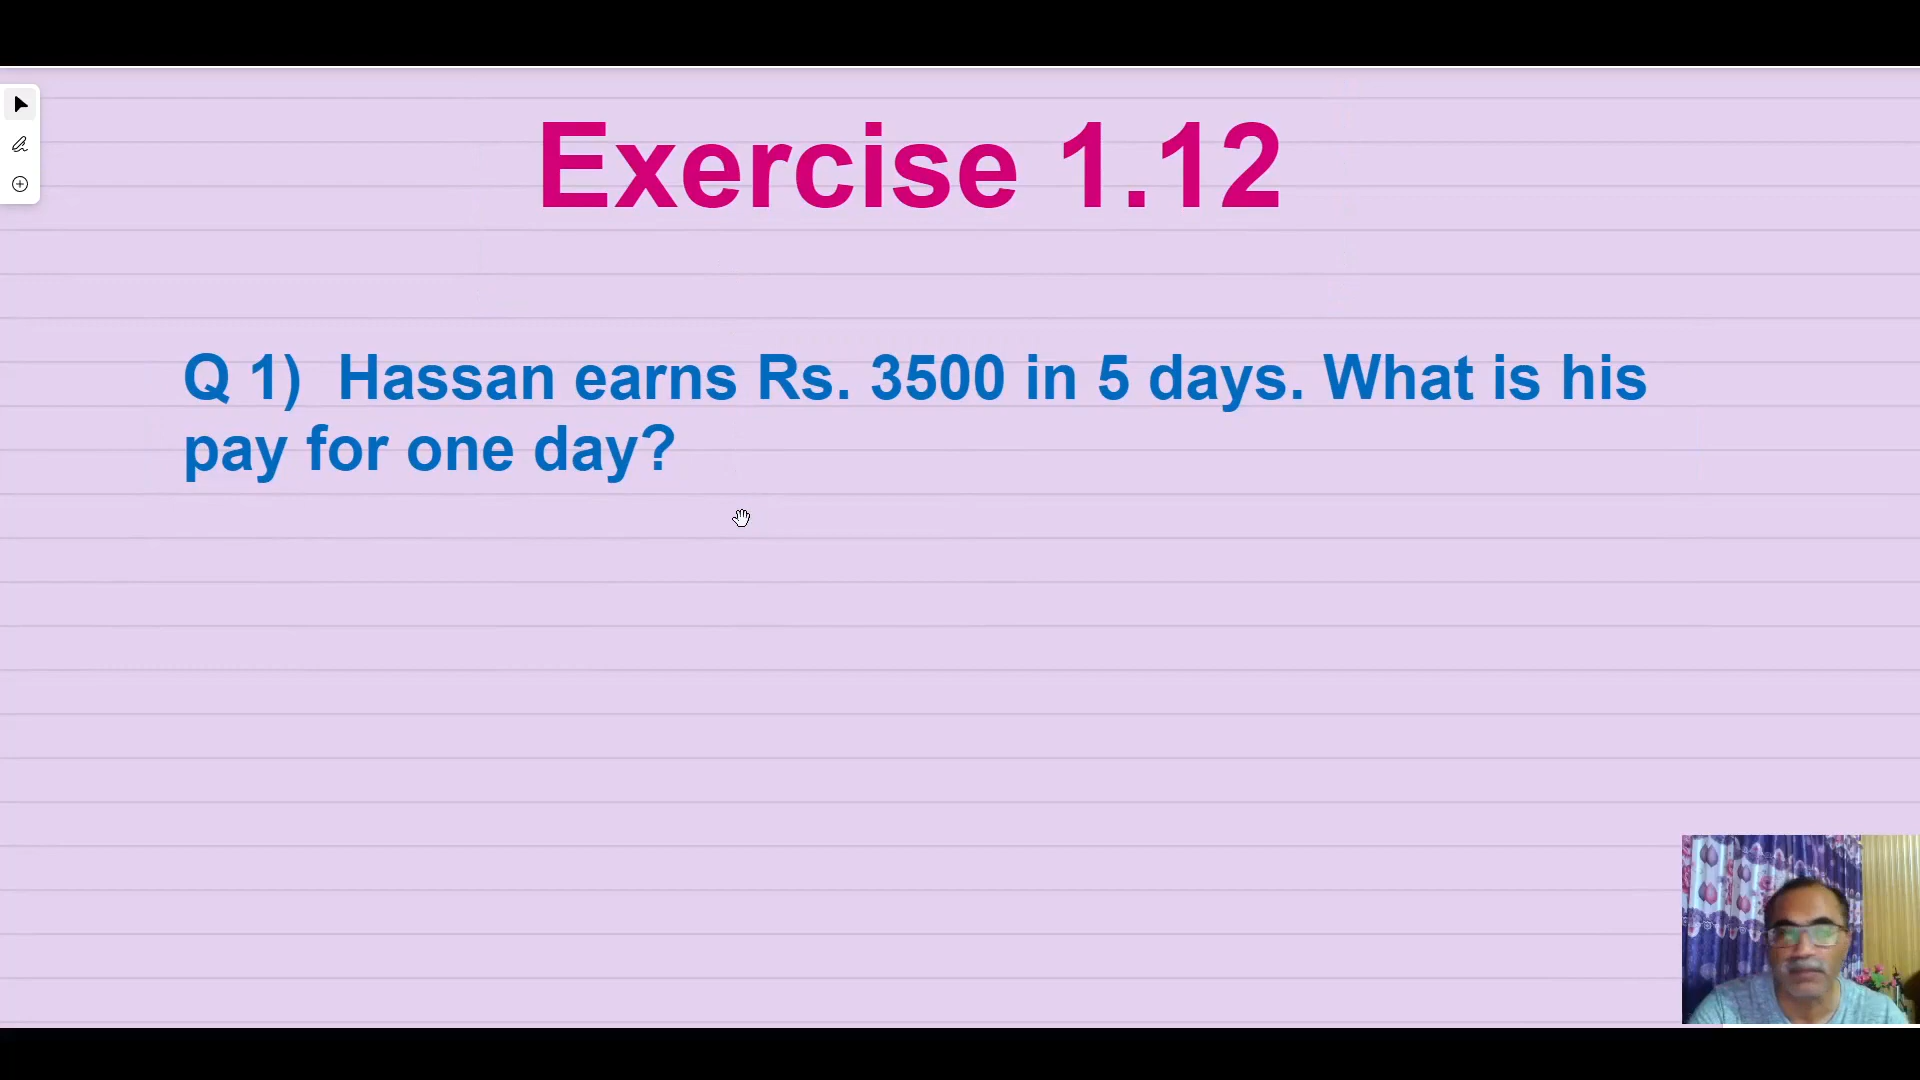 Exercise 1.12
Q 1)  Hassan earns Rs. 3500 in 5 days. What is his
pay for one day?